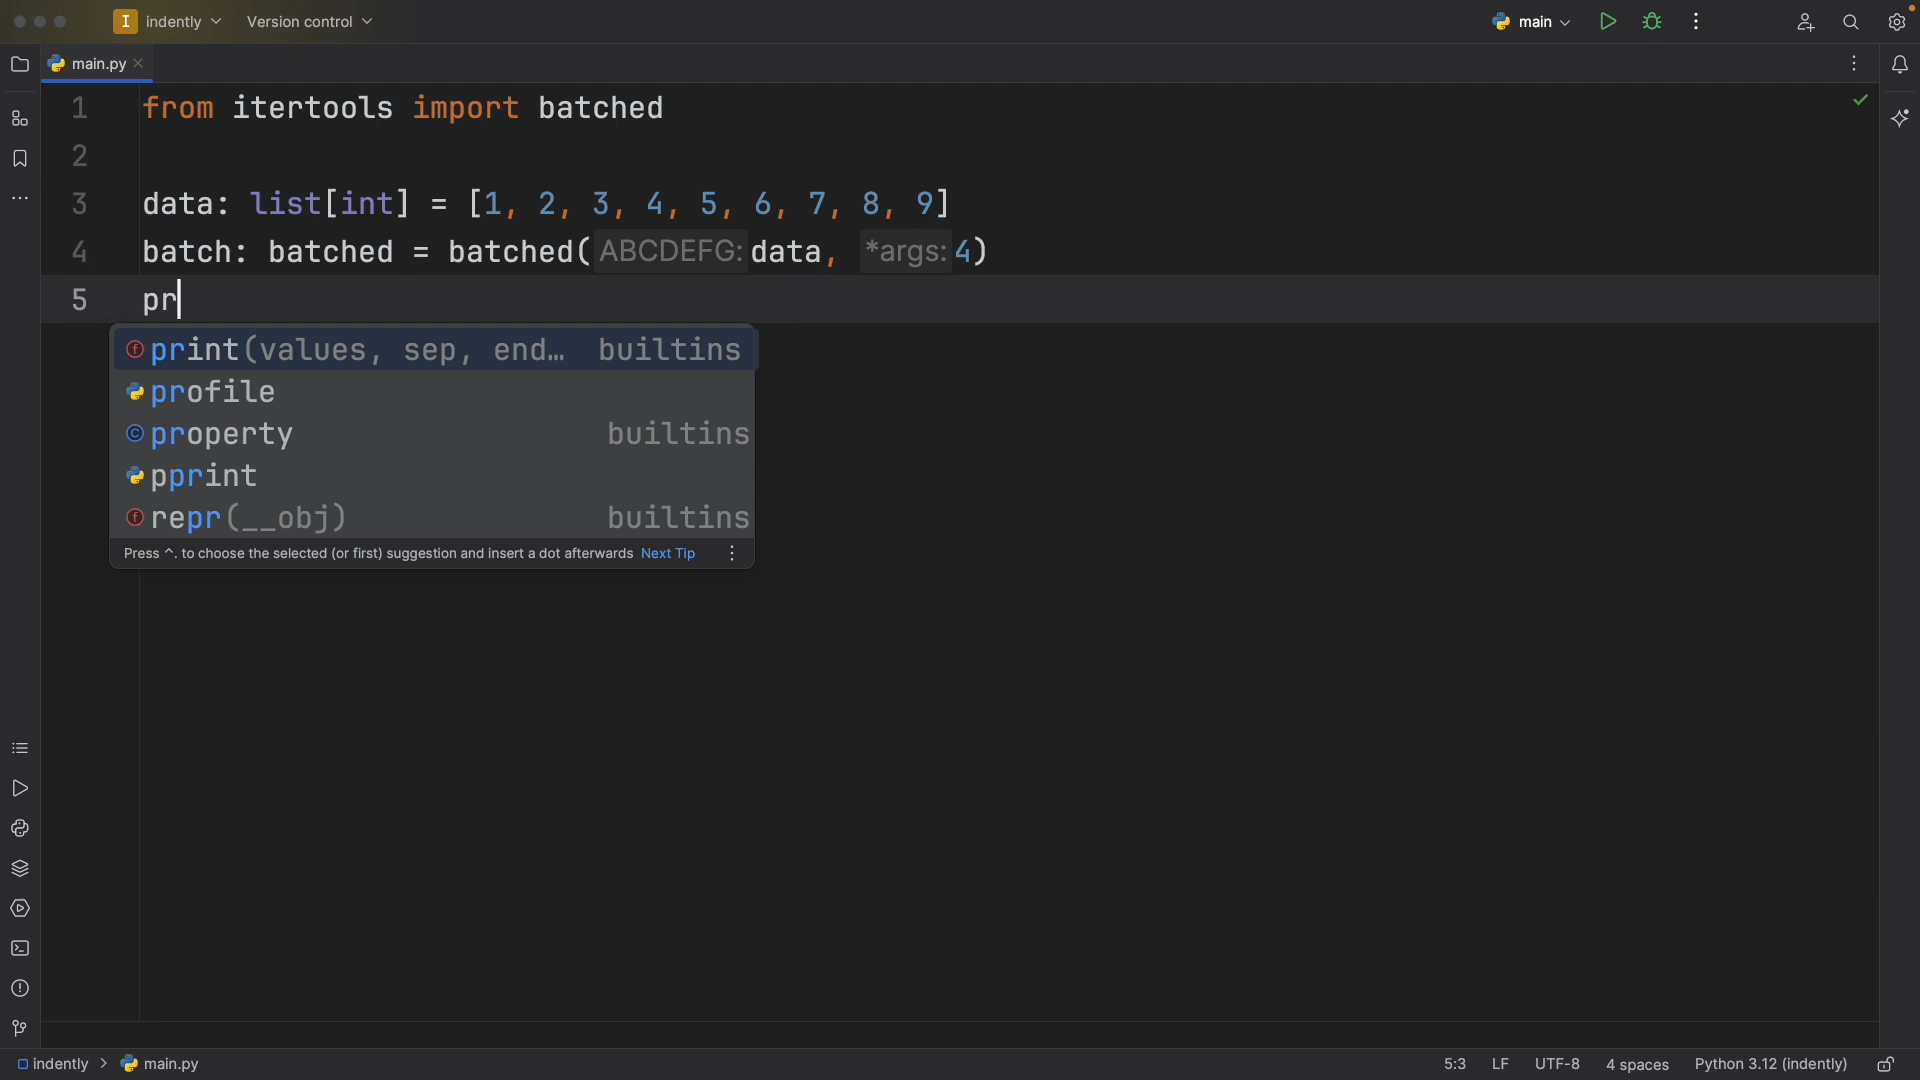 I indently Version control main
main.py
1 from itertools import batched
2
3 data: list[int] = [1, 2, 3, 4, 5, 6, 7, 8, 9]
4 batch: batched = batched(ABCDEFG: data, *args: 4)
5 pr
print(values, sep, end… builtins
profile
property builtins
pprint
repr(__obj) builtins
Press ^. to choose the selected (or first) suggestion and insert a dot afterwards Next Tip
indently > main.py 5:3 LF UTF-8 4 spaces Python 3.12 (indently)